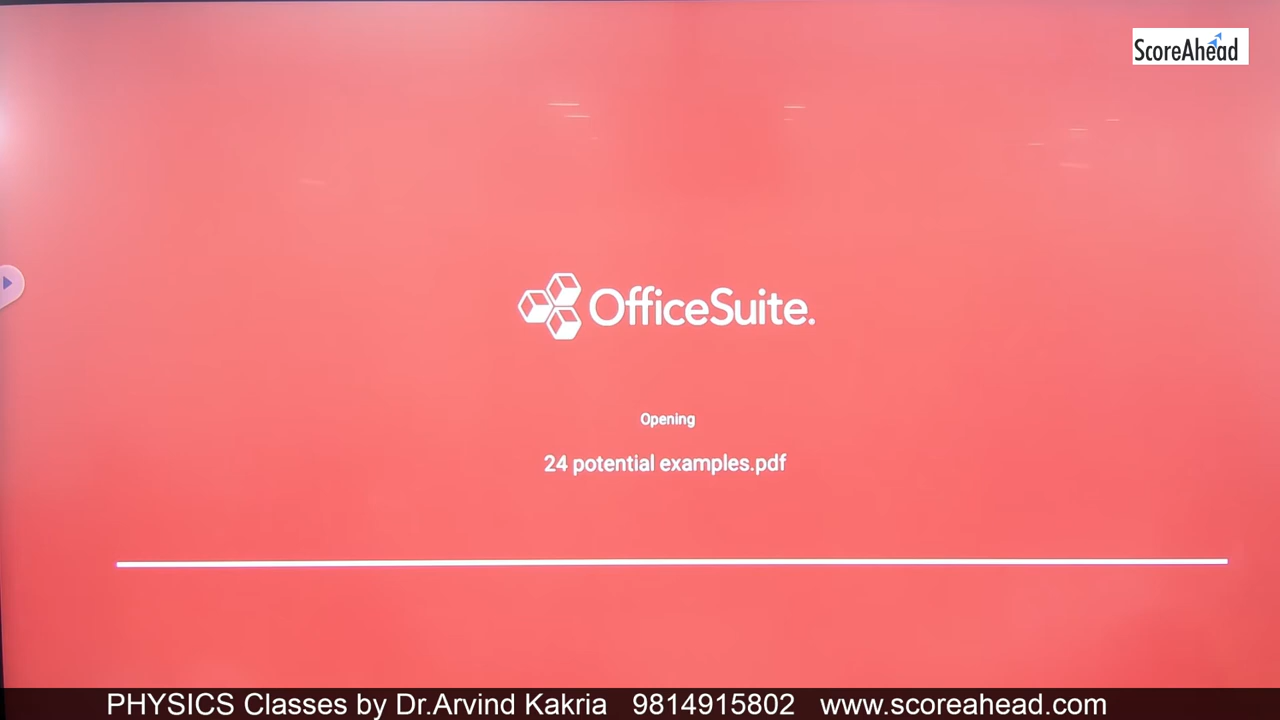 ScoreAhead
OfficeSuite.
Opening
24 potential examples.pdf
PHYSICS Classes by Dr.Arvind Kakria 9814915802 www.scoreahead.com